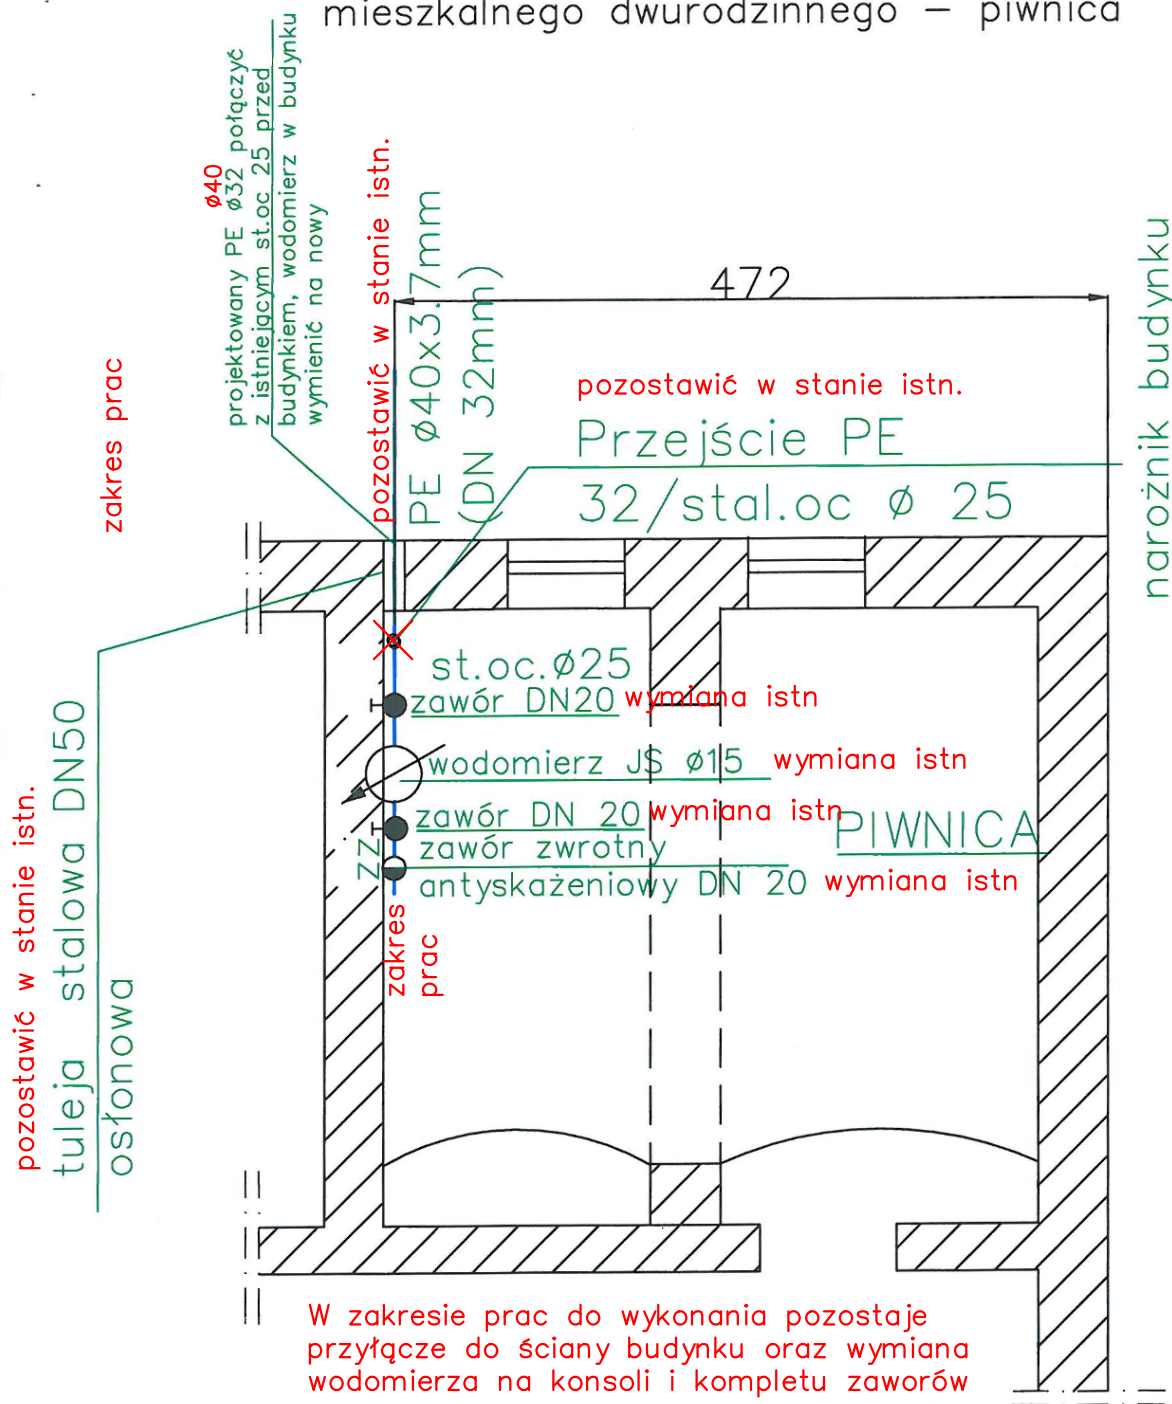 mieszkalnego dwurodzinnego – piwnica
ø40
projektowany PE ø32 połączyć
z istniejącym st.oc 25 przed
budynkiem, wodomierz w budynku
wymienić na nowy
pozostawić w stanie istn.
PE ø40x3.7mm
(DN 32mm)
472
narożnik budynku
zakres prac
pozostawić w stanie istn.
Przejście PE
32/stal.oc ø 25
st.oc.ø25
zawór DN20 wymiana istn
wodomierz JS ø15 wymiana istn
zawór DN 20 wymiana istn
PIWNICA
ZZ
zawór zwrotny
antyskażeniowy DN 20 wymiana istn
zakres
prac
pozostawić w stanie istn.
tuleja stalowa DN50
osłonowa
W zakresie prac do wykonania pozostaje
przyłącze do ściany budynku oraz wymiana
wodomierza na konsoli i kompletu zaworów